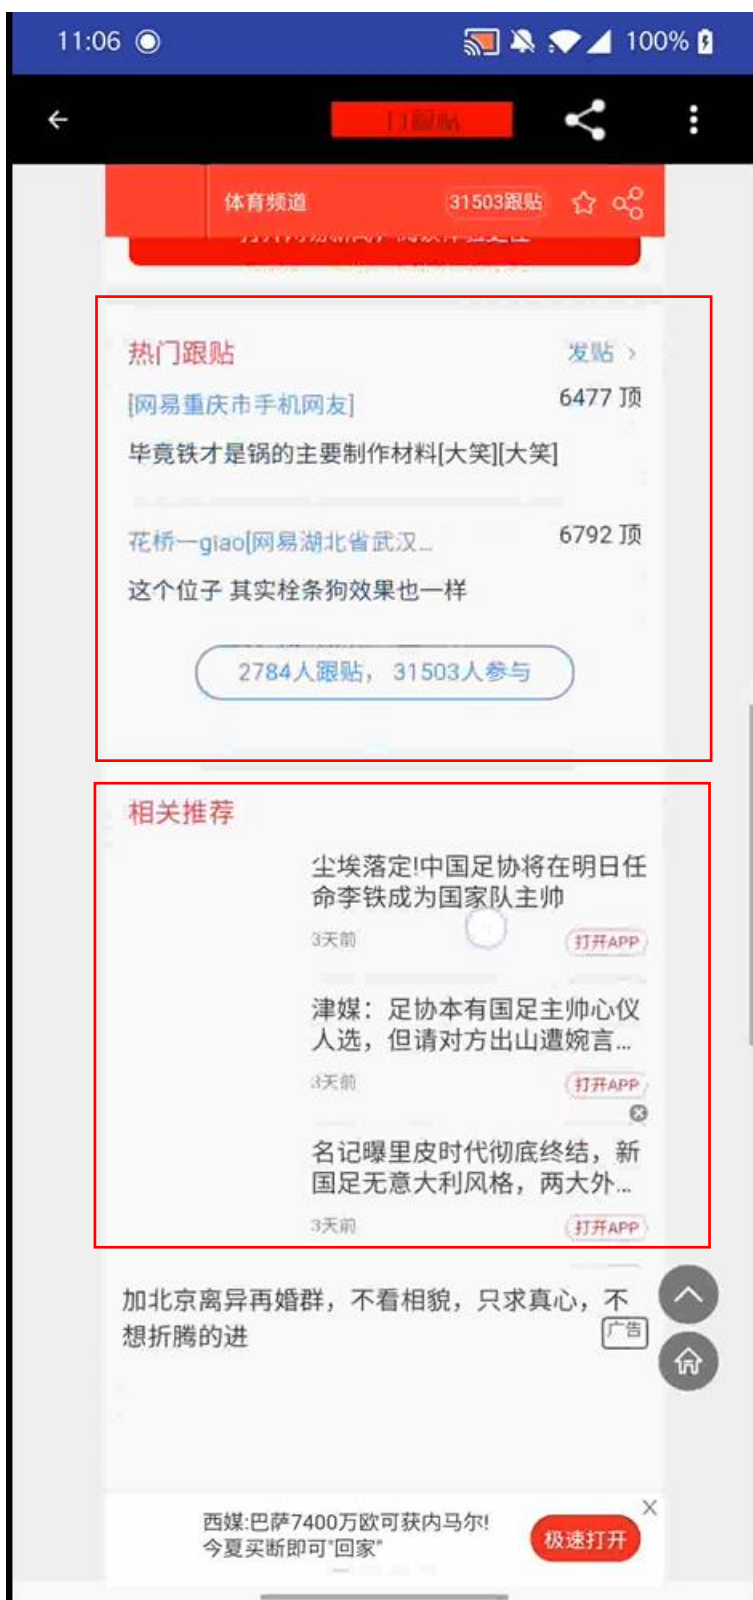 11:06
100%
体育频道
31503跟贴
热门跟贴
发贴 >
[网易重庆市手机网友]
6477 顶
毕竟铁才是锅的主要制作材料[大笑][大笑]
花桥一giao[网易湖北省武汉...
6792 顶
这个位子 其实栓条狗效果也一样
2784人跟贴，31503人参与
相关推荐
尘埃落定!中国足协将在明日任
命李铁成为国家队主帅
3天前
打开APP
津媒：足协本有国足主帅心仪
人选，但请对方出山遭婉言...
3天前
打开APP
名记曝里皮时代彻底终结，新
国足无意大利风格，两大外...
3天前
打开APP
加北京离异再婚群，不看相貌，只求真心，不
想折腾的进
广告
西媒:巴萨7400万欧可获内马尔!
今夏买断即可"回家"
极速打开